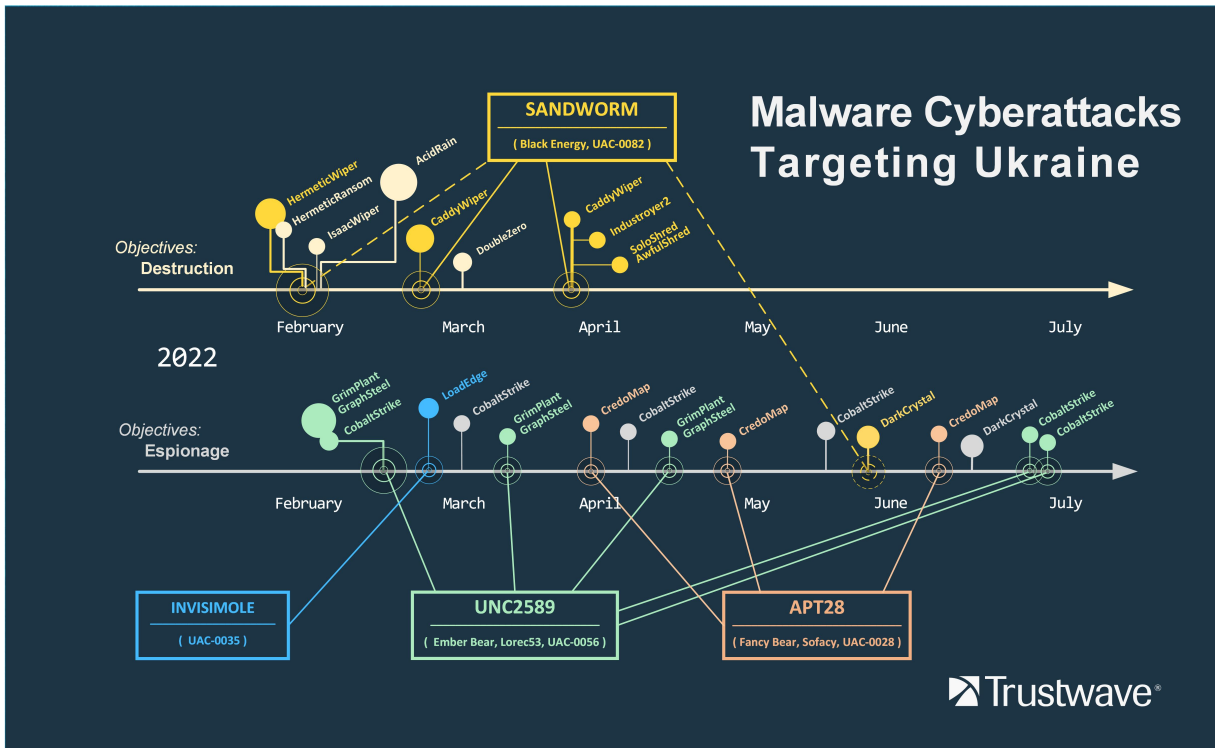 Malware Cyberattacks
Targeting Ukraine
SANDWORM
( Black Energy, UAC-0082 )
HermeticWiper
HermeticRansom
IsaacWiper
AcidRain
CaddyWiper
DoubleZero
CaddyWiper
Industroyer2
SoloShred
AwfulShred
Objectives:
Destruction
February
March
April
May
June
July
2022
GrimPlant
GraphSteel
CobaltStrike
LoadEdge
CobaltStrike
GrimPlant
GraphSteel
CredoMap
CobaltStrike
GrimPlant
GraphSteel
CredoMap
CobaltStrike
DarkCrystal
CredoMap
DarkCrystal
CobaltStrike
CobaltStrike
Objectives:
Espionage
February
March
April
May
June
July
INVISIMOLE
( UAC-0035 )
UNC2589
( Ember Bear, Lorec53, UAC-0056 )
APT28
( Fancy Bear, Sofacy, UAC-0028 )
Trustwave®